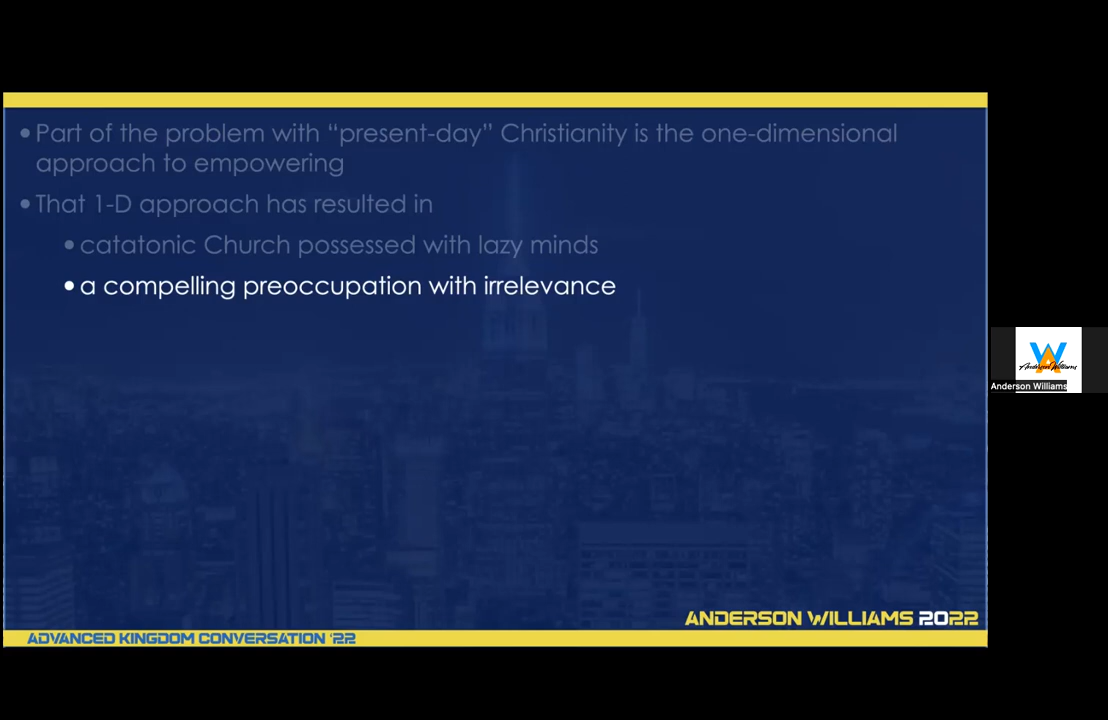 • Part of the problem with “present-day” Christianity is the one-dimensional
approach to empowering
• That 1-D approach has resulted in
• catatonic Church possessed with lazy minds
• a compelling preoccupation with irrelevance
Anderson Williams
Anderson Williams
ANDERSON WILLIAMS 2022
ADVANCED KINGDOM CONVERSATION '22